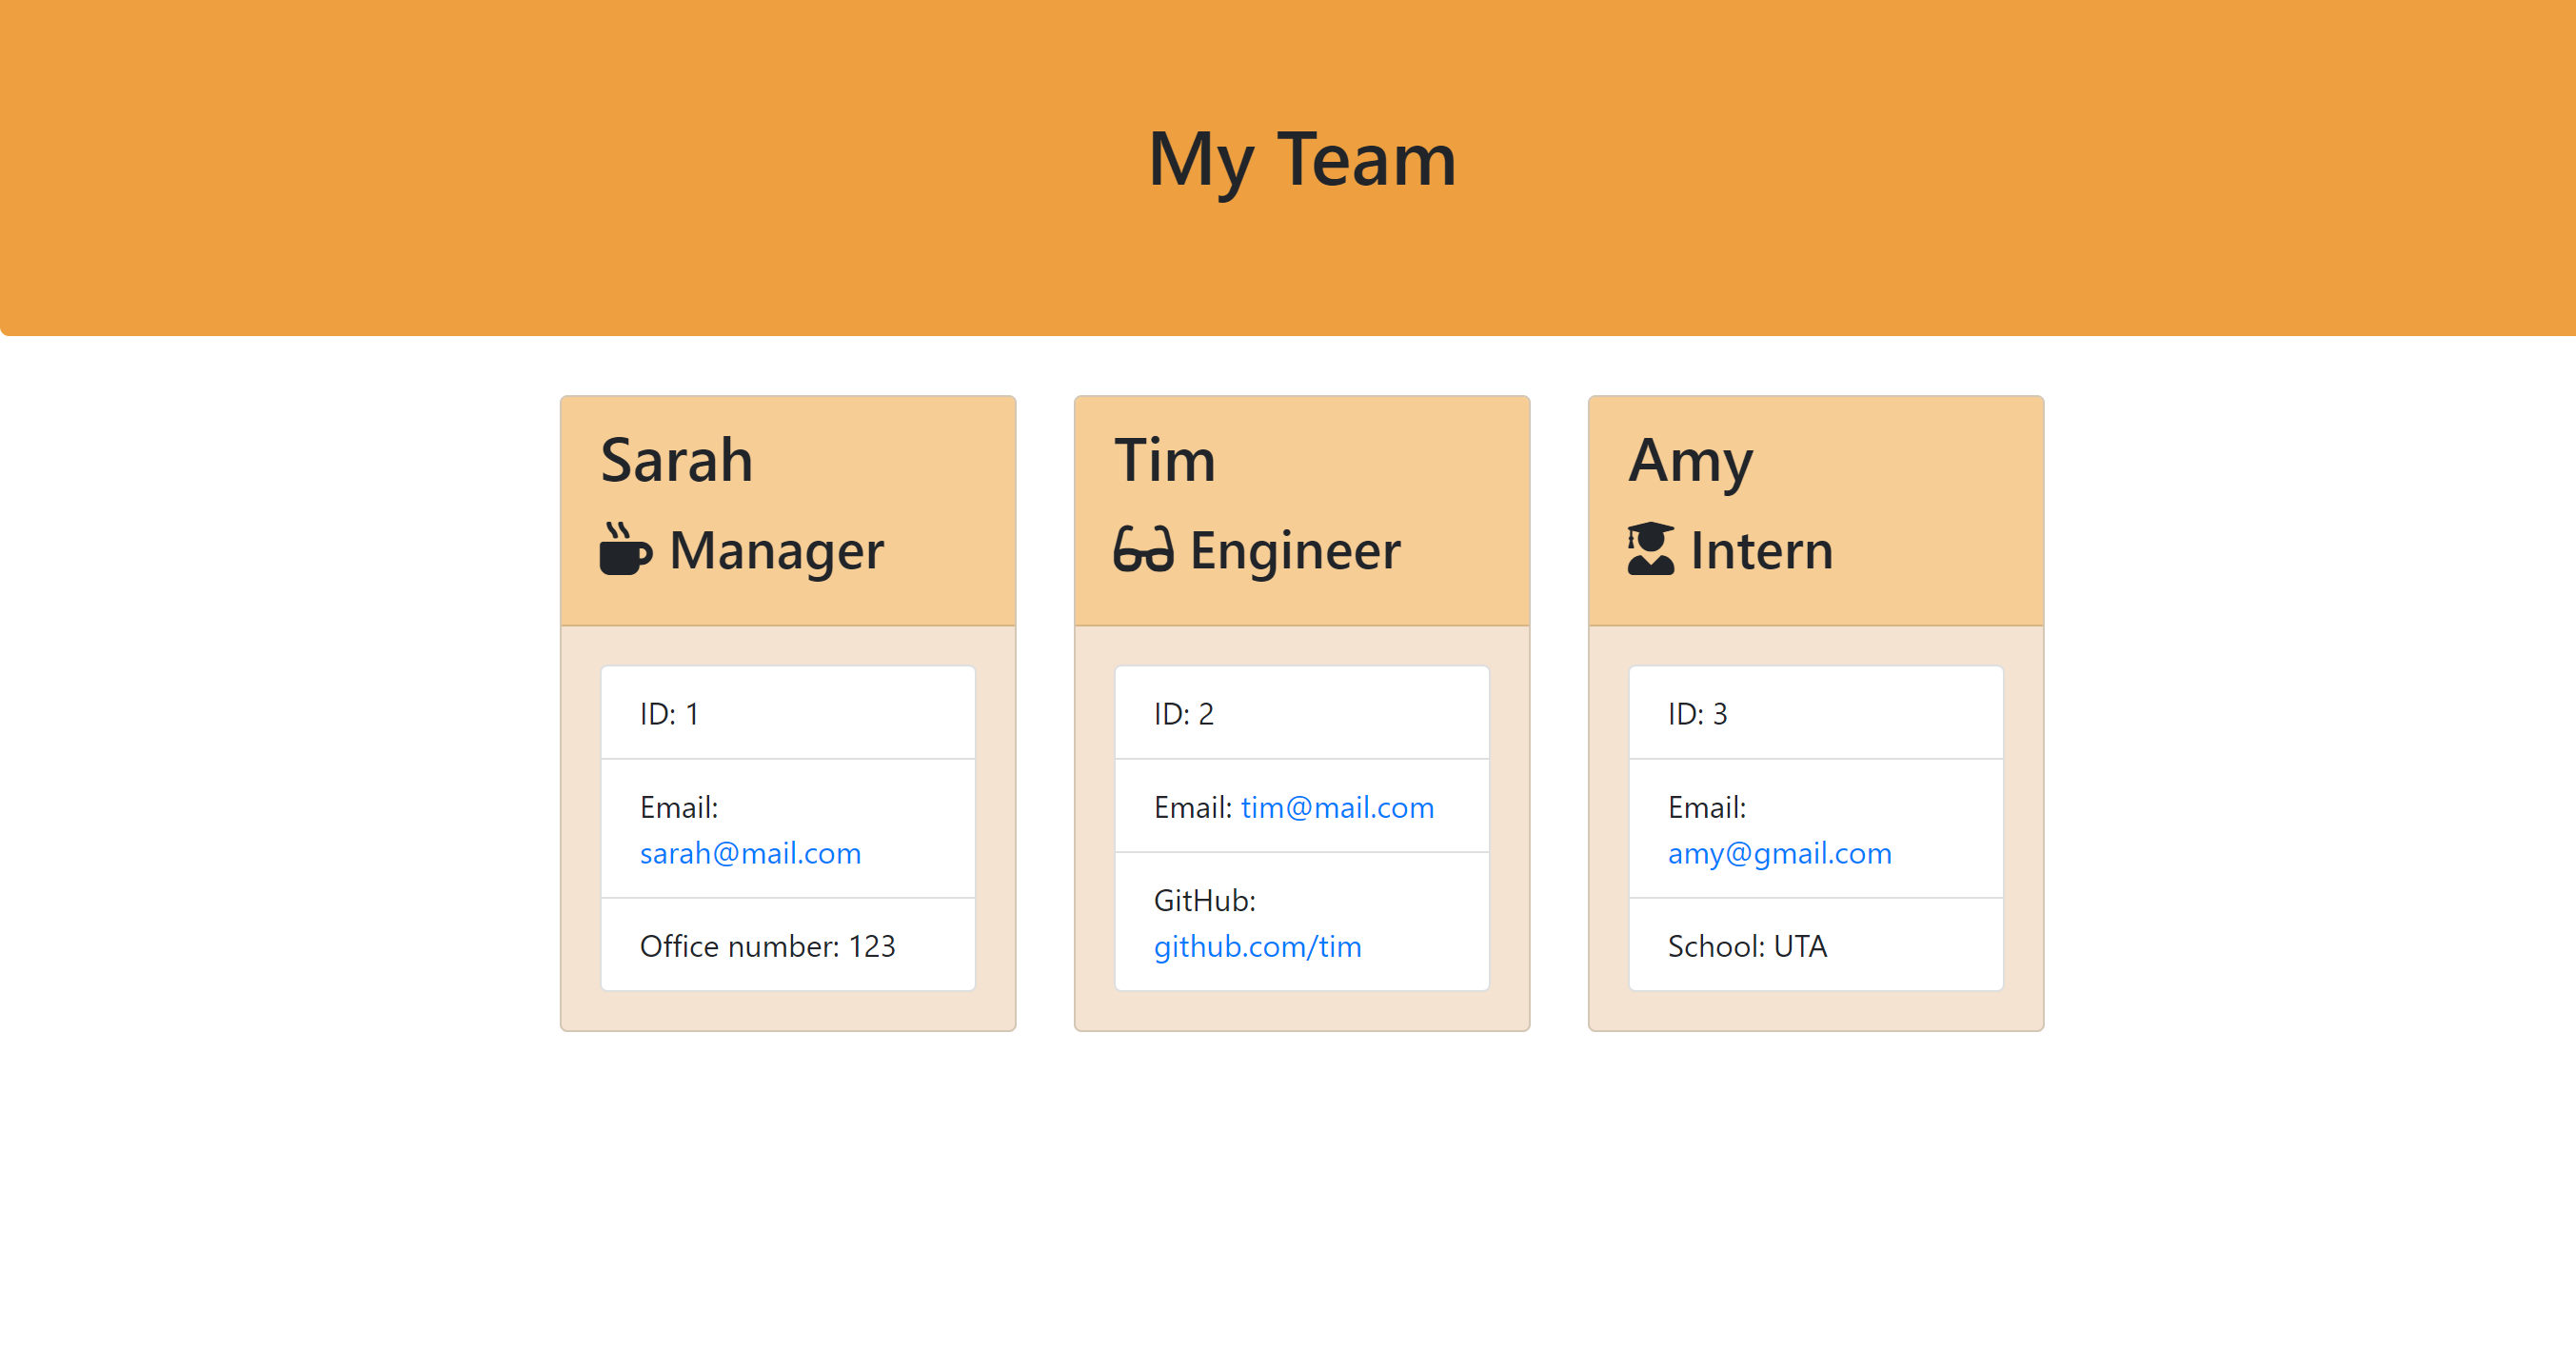 My Team
Sarah
Manager
ID: 1
Email:
sarah@mail.com
Office number: 123
Tim
Engineer
ID: 2
Email: tim@mail.com
GitHub:
github.com/tim
Amy
Intern
ID: 3
Email:
amy@gmail.com
School: UTA